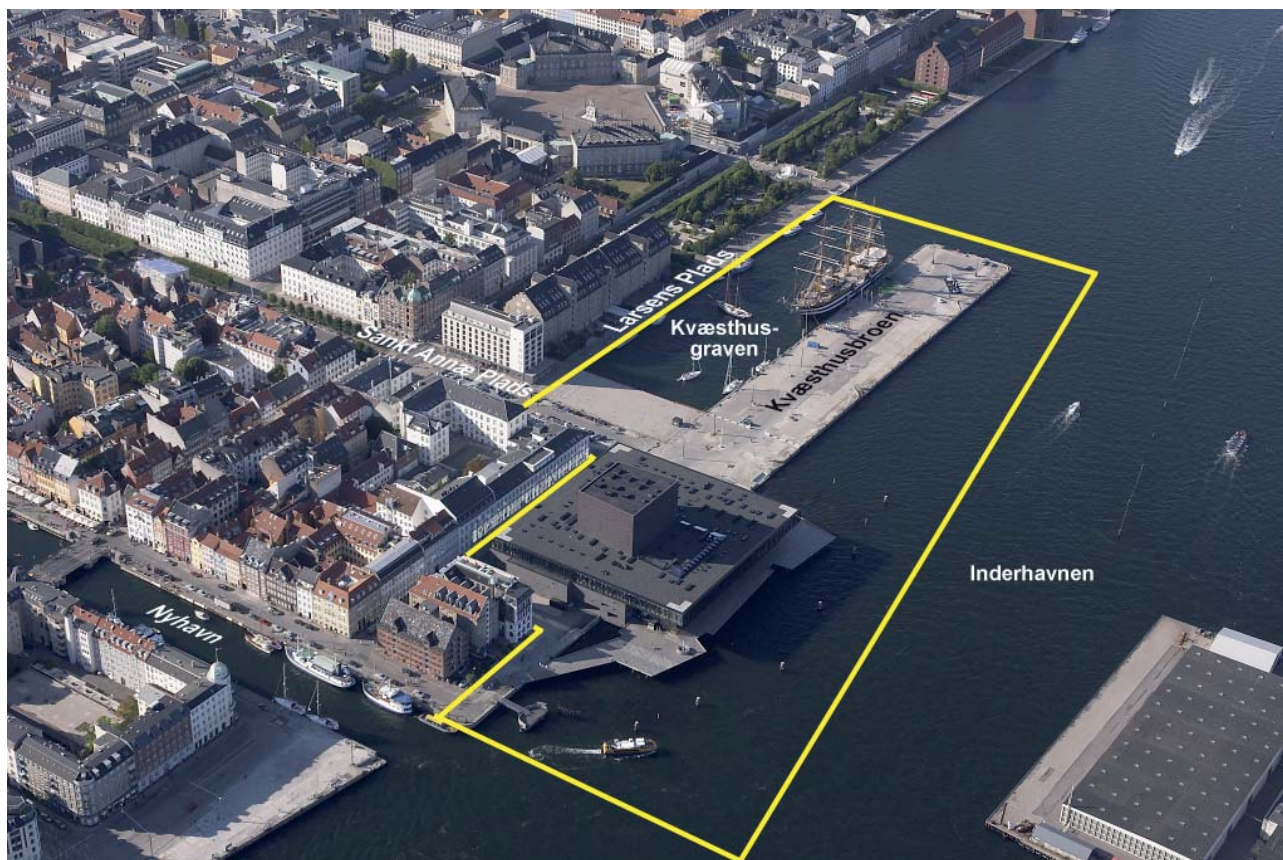 Larsens Plads
Kvæsthus-
graven
Sankt Annæ Plads
Kvæsthusbroen
Inderhavnen
Nyhavn